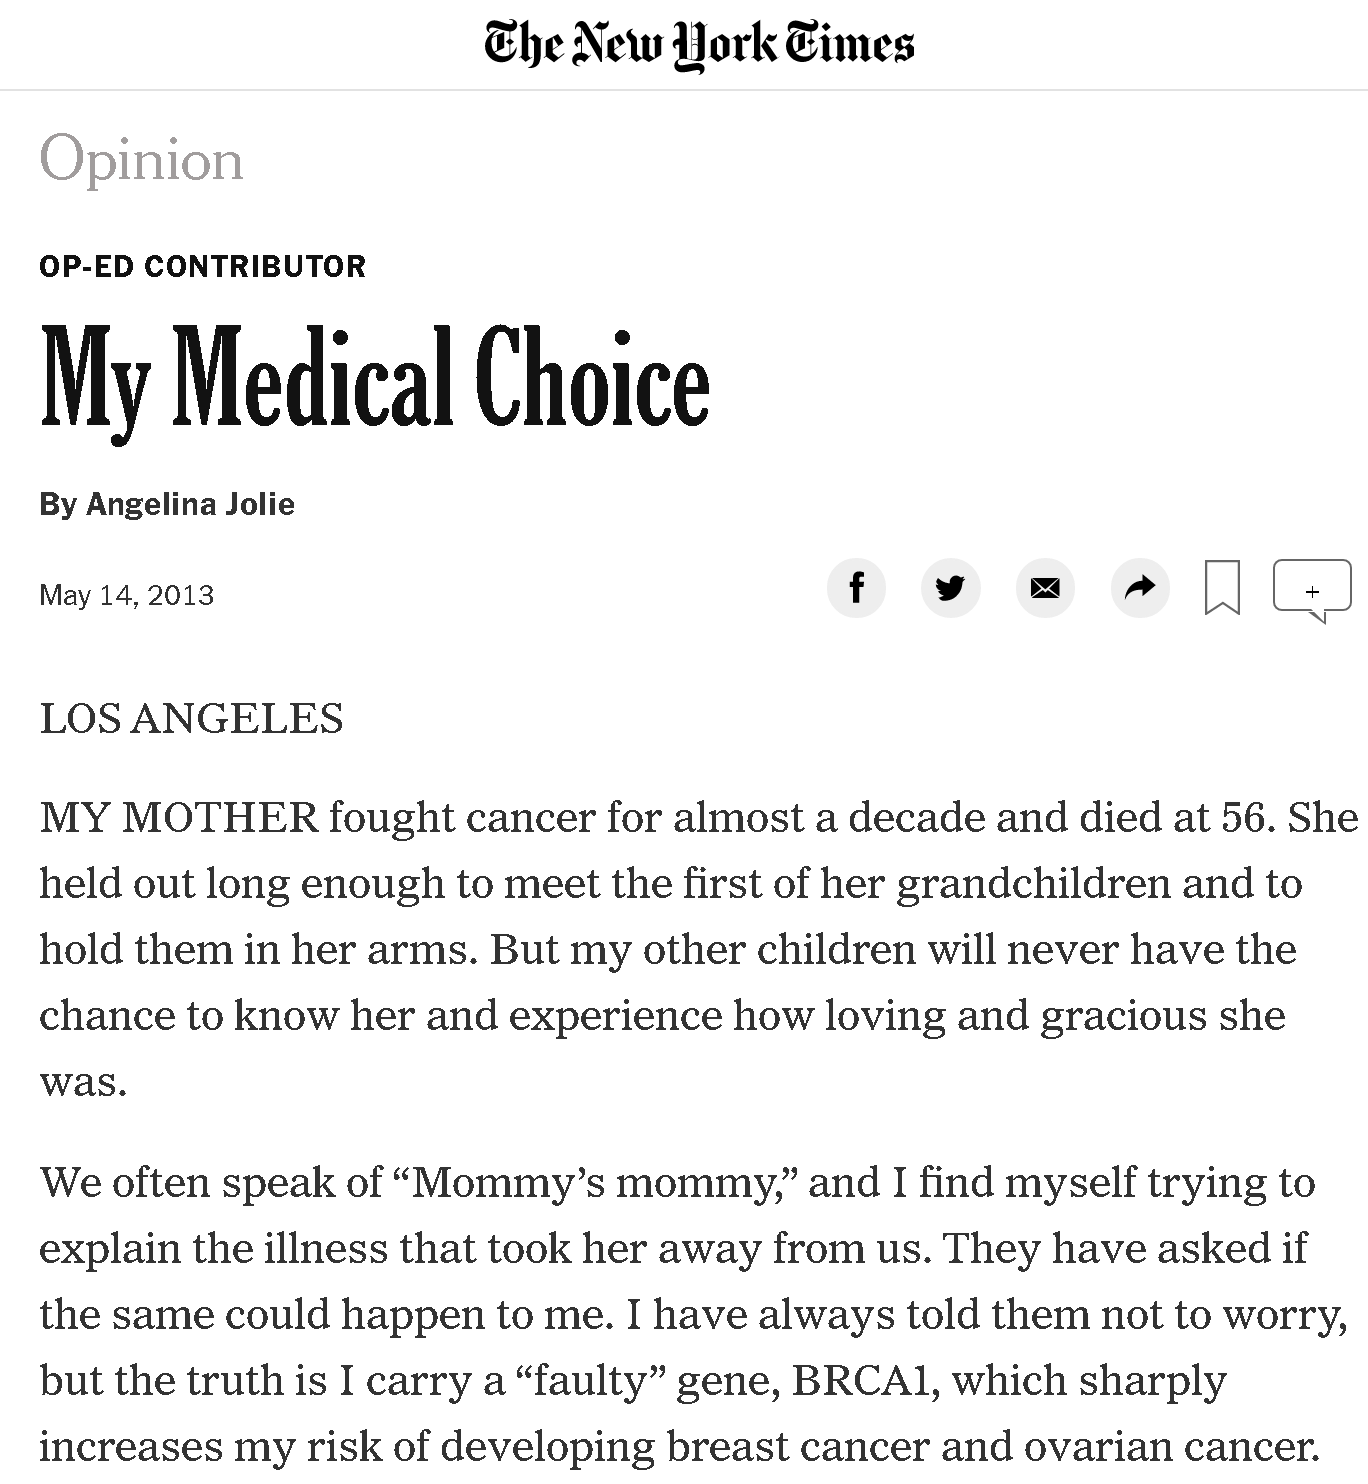 The New York Times
Opinion
OP-ED CONTRIBUTOR
My Medical Choice
By Angelina Jolie
May 14, 2013
f
+
LOS ANGELES
MY MOTHER fought cancer for almost a decade and died at 56. She
held out long enough to meet the first of her grandchildren and to
hold them in her arms. But my other children will never have the
chance to know her and experience how loving and gracious she
was.
We often speak of “Mommy’s mommy,” and I find myself trying to
explain the illness that took her away from us. They have asked if
the same could happen to me. I have always told them not to worry,
but the truth is I carry a “faulty” gene, BRCA1, which sharply
increases my risk of developing breast cancer and ovarian cancer.